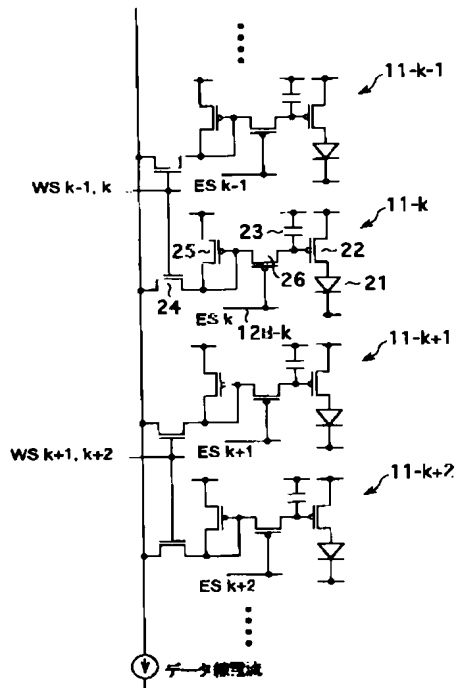 11-k-1
WS k-1, k
ES k-1
11-k
23
25
22
26
21
24
ES k
12B-k
11-k+1
WS k+1, k+2
ES k+1
11-k+2
ES k+2
データ線電流